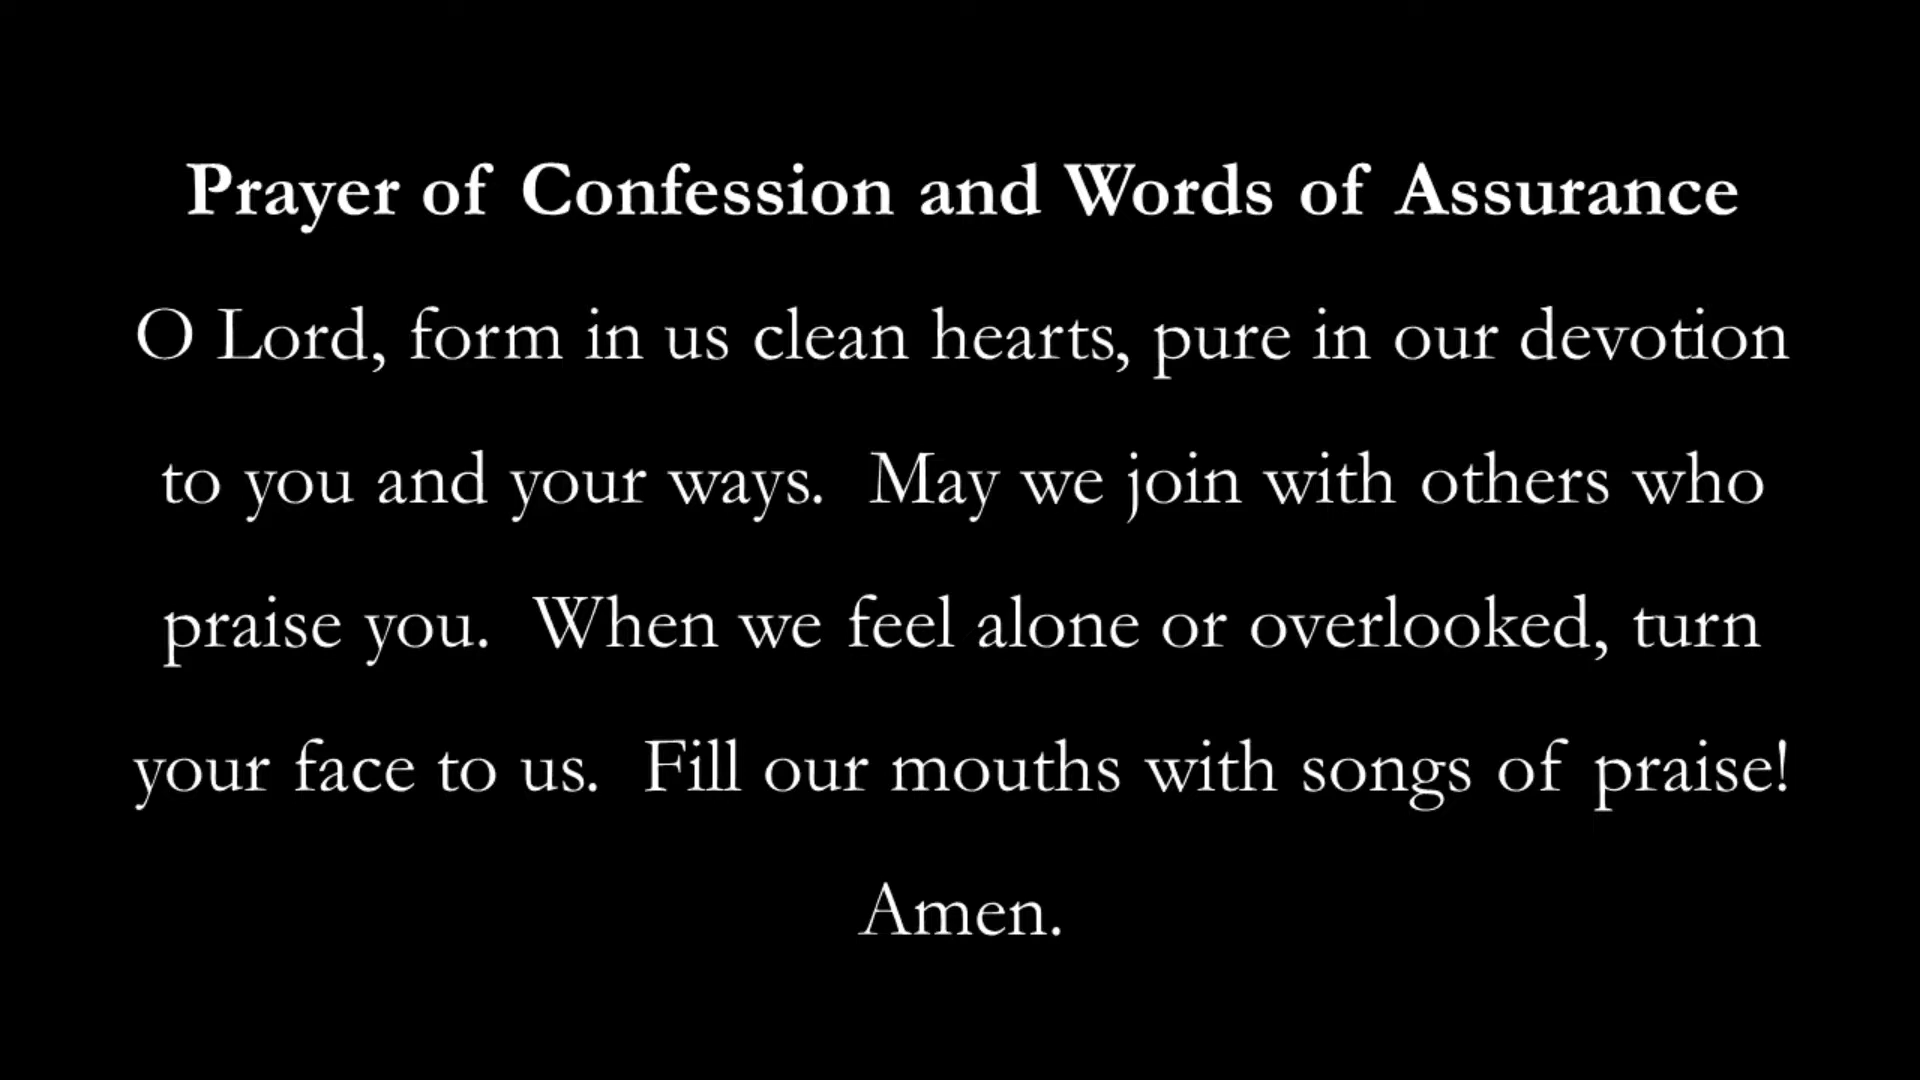 Prayer of Confession and Words of Assurance
O Lord, form in us clean hearts, pure in our devotion
to you and your ways.  May we join with others who
praise you.  When we feel alone or overlooked, turn
your face to us.  Fill our mouths with songs of praise!
Amen.